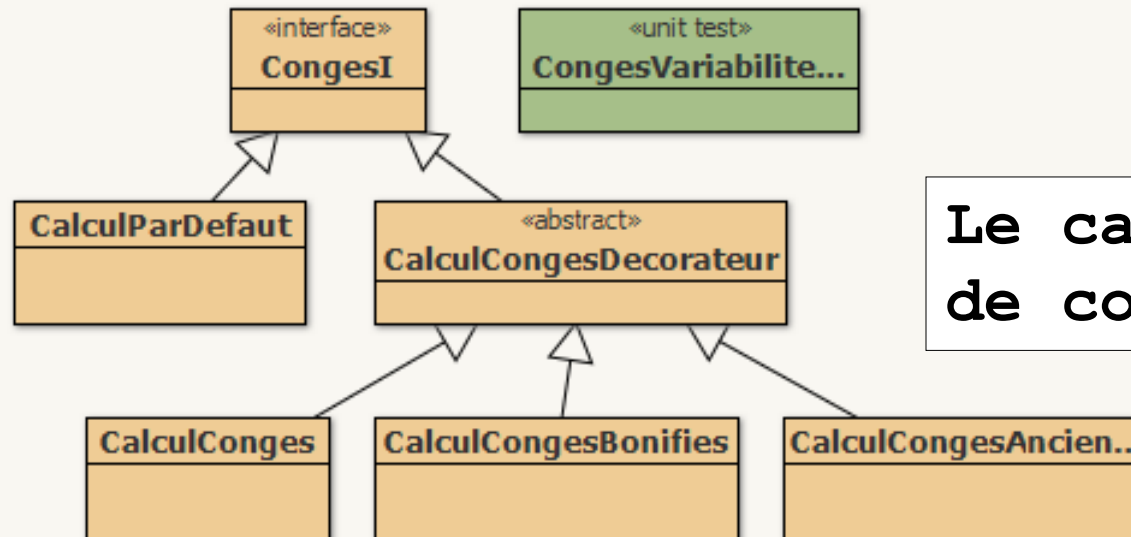 «interface»
CongesI
«unit test»
CongesVariabilite...
CalculParDefaut
«abstract»
CalculCongesDecorateur
Le ca
de co
CalculConges
CalculCongesBonifies
CalculCongesAncien...